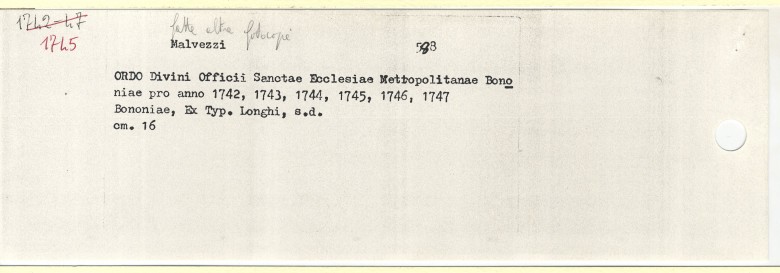 1742-47
1745
fatte altre fotocopie
Malvezzi 588
ORDO Divini Officii Sanctae Ecclesiae Metropolitanae Bono
niae pro anno 1742, 1743, 1744, 1745, 1746, 1747
Bononiae, Ex Typ. Longhi, s.d.
cm. 16